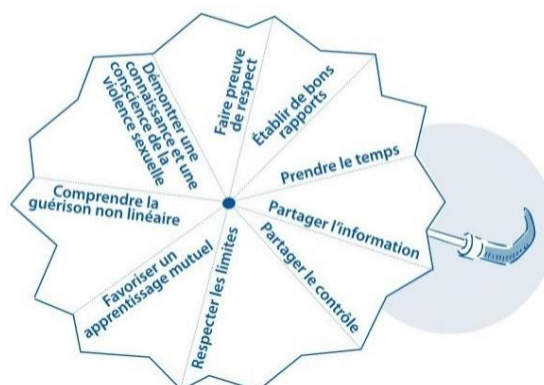 Faire preuve
de respect
Établir de bons
rapports
Prendre le temps
Partager l'information
Partager le contrôle
Respecter les limites
Favoriser un
apprentissage mutuel
Comprendre la
guérison non linéaire
Démontrer une
connaissance et une
conscience de la
violence sexuelle